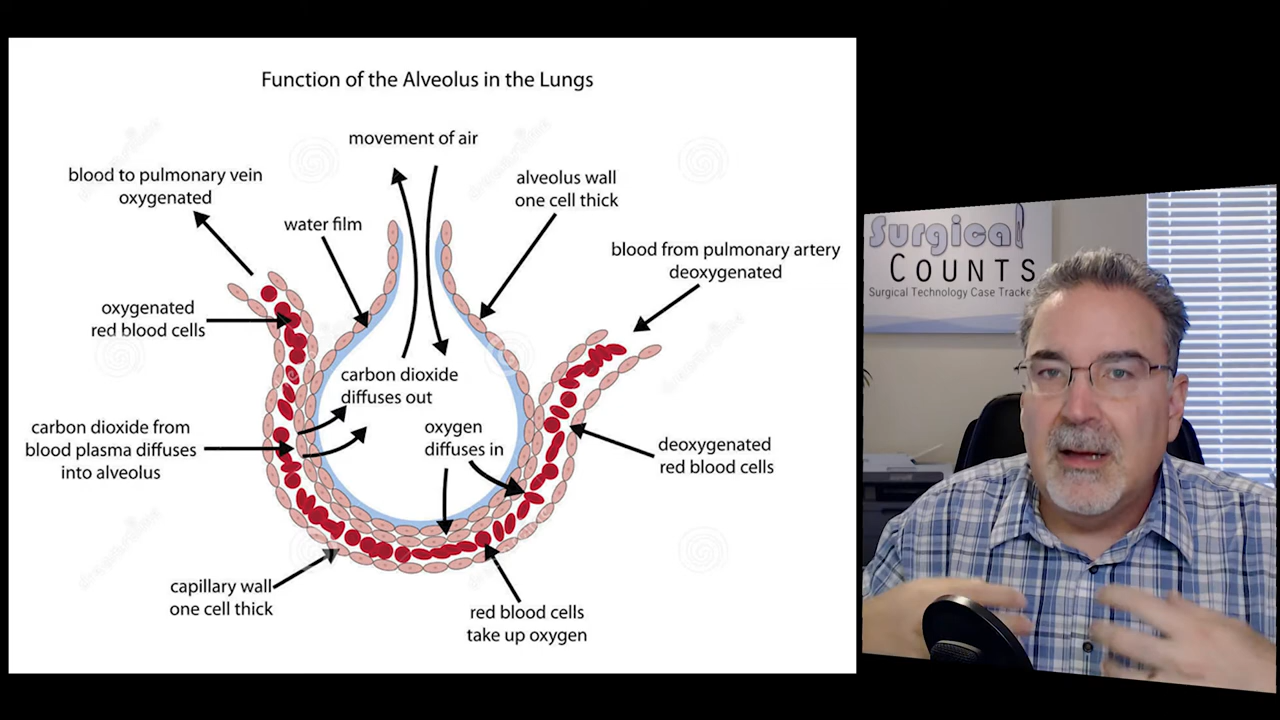 Function of the Alveolus in the Lungs
movement of air
blood to pulmonary vein
oxygenated
alveolus wall
one cell thick
water film
blood from pulmonary artery
deoxygenated
oxygenated
red blood cells
carbon dioxide
diffuses out
carbon dioxide from
blood plasma diffuses
into alveolus
oxygen
diffuses in
deoxygenated
red blood cells
capillary wall
one cell thick
red blood cells
take up oxygen
Surgical
COUNTS
Surgical Technology Case